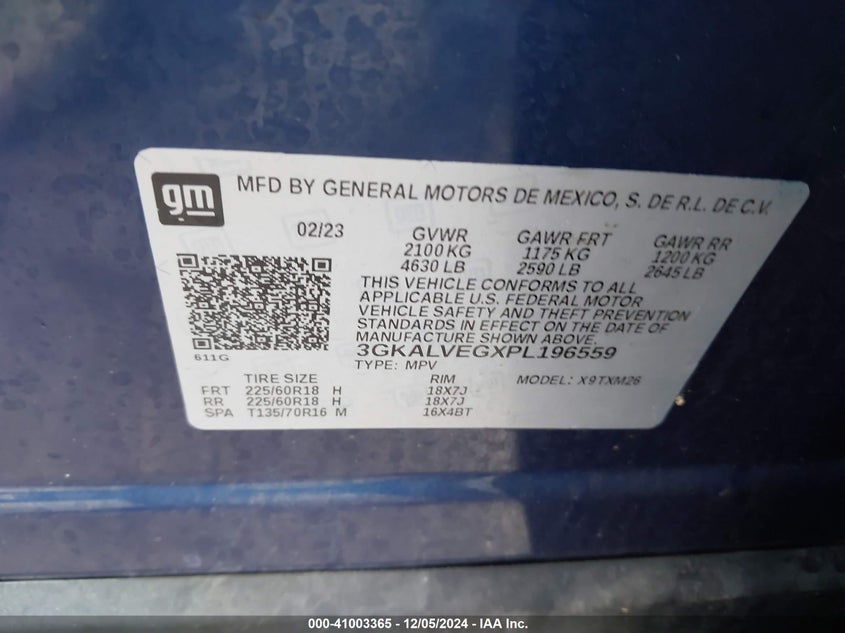 gm
MFD BY GENERAL MOTORS DE MEXICO, S. DE R.L. DE C.V.
02/23 GVWR GAWR FRT GAWR RR
2100 KG 1175 KG 1200 KG
4630 LB 2590 LB 2645 LB
THIS VEHICLE CONFORMS TO ALL
APPLICABLE U.S. FEDERAL MOTOR
VEHICLE SAFETY AND THEFT PREVENTION
STANDARDS IN EFFECT ON THE DATE OF
MANUFACTURE SHOWN ABOVE.
611G 3GKALVEGXPL196559
TYPE: MPV MODEL: X9TXM26
TIRE SIZE RIM
FRT 225/60R18 H 18X7J
RR 225/60R18 H 18X7J
SPA T135/70R16 M 16X4BT
000-41003365 - 12/05/2024 - IAA Inc.